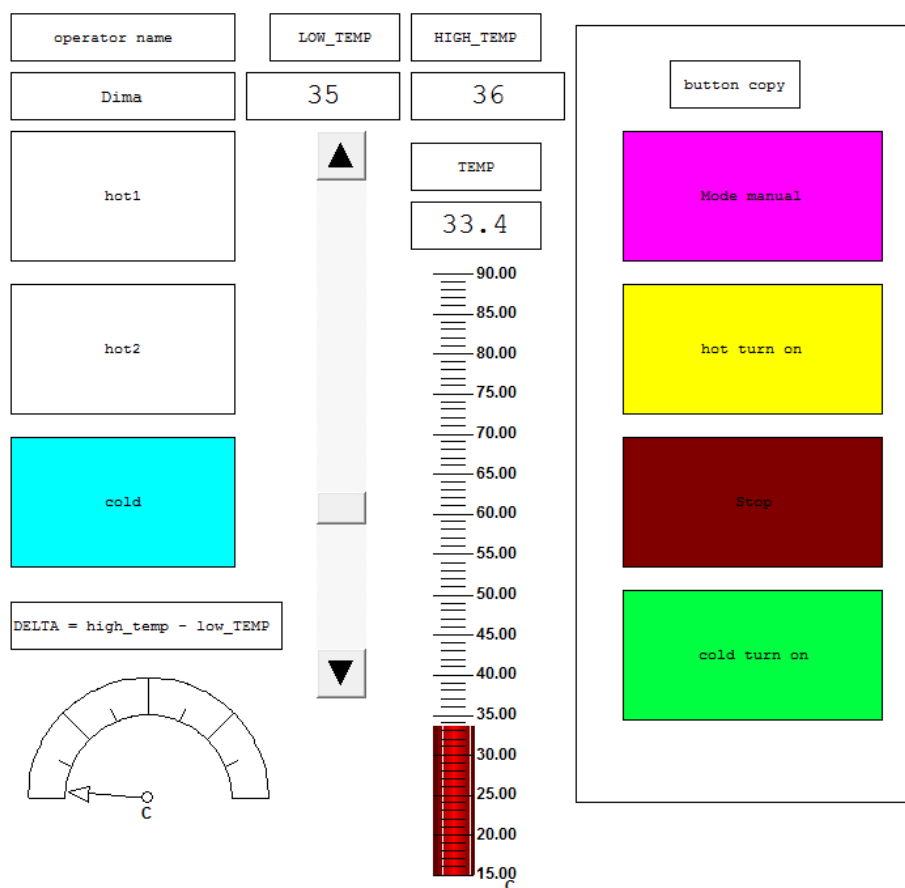 operator name
LOW_TEMP
HIGH_TEMP
Dima
35
36
button copy
hot1
TEMP
33.4
Mode manual
hot2
hot turn on
cold
Stop
DELTA = high_temp - low_TEMP
cold turn on
90.00
85.00
80.00
75.00
70.00
65.00
60.00
55.00
50.00
45.00
40.00
35.00
30.00
25.00
20.00
15.00
C
C